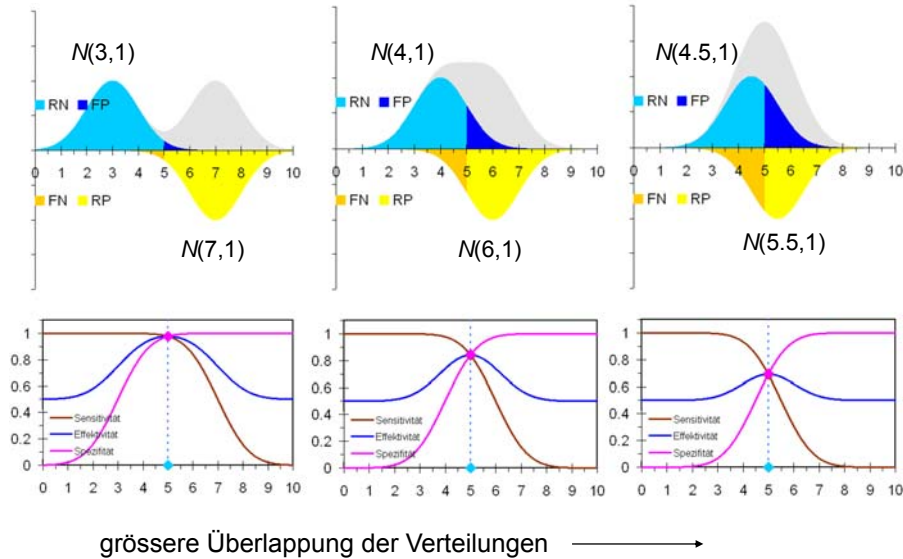 N(3,1) N(4,1) N(4.5,1)
RN FP RN FP RN FP
0 1 2 3 4 5 6 7 8 9 10 0 1 2 3 4 5 6 7 8 9 10 0 1 2 3 4 5 6 7 8 9 10
FN RP FN RP FN RP
N(7,1) N(6,1) N(5.5,1)
1 1 1
0.8 0.8 0.8
0.6 0.6 0.6
0.4 Sensitivität 0.4 Sensitivität 0.4 Sensitivität
Effektivität Effektivität Effektivität
0.2 Spezifität 0.2 Spezifität 0.2 Spezifität
0 0 0
0 1 2 3 4 5 6 7 8 9 10 0 1 2 3 4 5 6 7 8 9 10 0 1 2 3 4 5 6 7 8 9 10
grössere Überlappung der Verteilungen